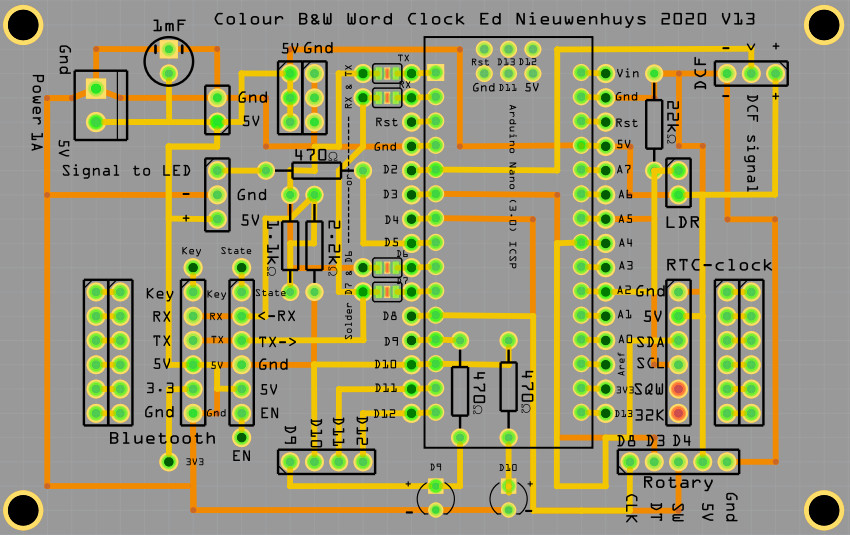 Colour B&W Word Clock Ed Nieuwenhuys 2020 V13
1mF
Gnd
Power 1A
5V
5V Gnd
Gnd
5V
Signal to LED
-
Gnd
+
5V
470Ω
1.1kΩ
2.2kΩ
RX & TX
or
Solder D7 & D6
TX
RX
D6
D7
Rst
Gnd
D2
D3
D4
D5
D8
D9
D10
D11
D12
Rst D13 D12
Gnd D11 5V
Arduino Nano (3.0) ICSP
Vin
Gnd
Rst
5V
A7
A6
A5
A4
A3
A2
A1
A0
Aref
3V3
D13
22kΩ
DCF
- V +
- +
DCF signal
LDR
RTC-clock
Gnd
5V
SDA
SCL
SQW
32K
Key State
Key
RX
TX
5V
3.3
Gnd
Key
RX
TX
5V
Gnd
State
<-RX
TX->
Gnd
5V
EN
Bluetooth
EN
3V3
D9 D10 D11 D12
470Ω
470Ω
D9
D10
+
-
+
-
D8 D3 D4
Rotary
CLK DT SW 5V Gnd